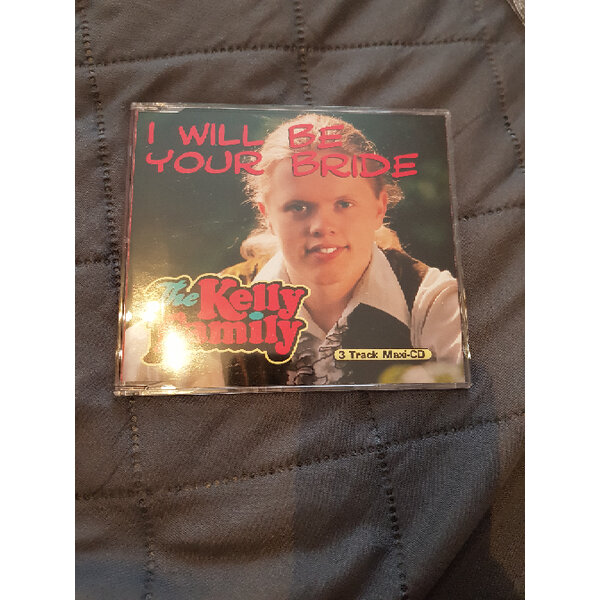 I WILL BE
YOUR BRIDE
The Kelly
Family
3 Track Maxi-CD